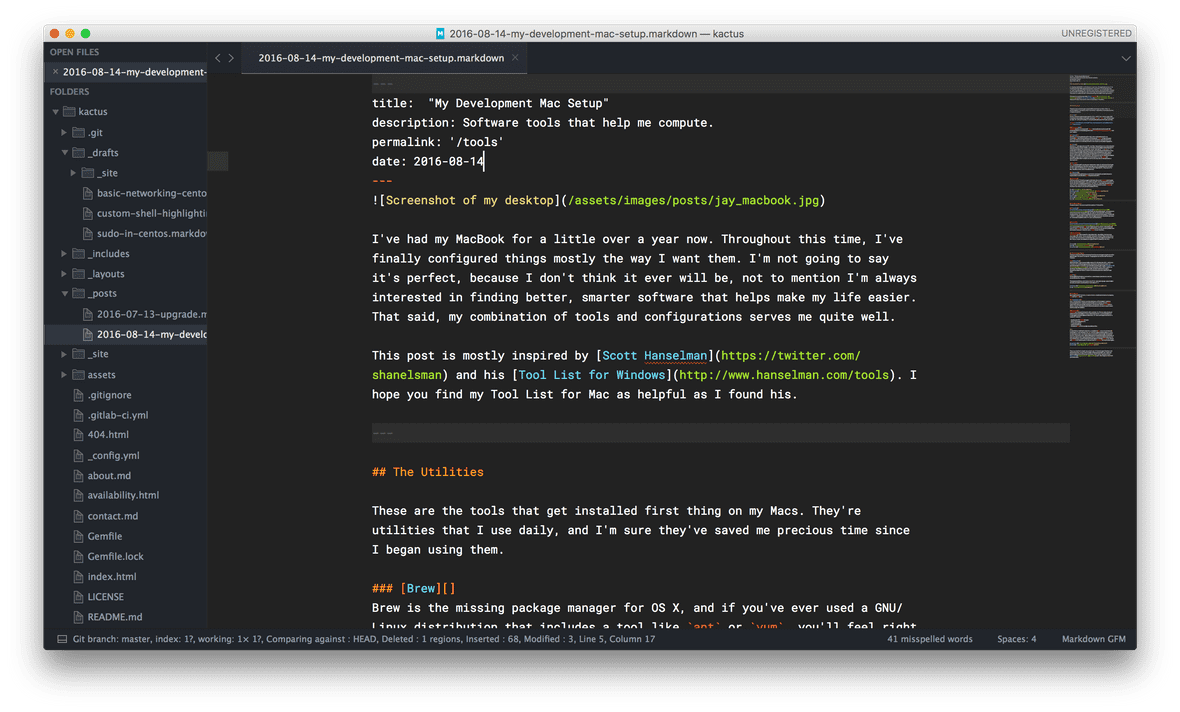 2016-08-14-my-development-mac-setup.markdown — kactus
UNREGISTERED
OPEN FILES
2016-08-14-my-development-
FOLDERS
kactus
.git
_drafts
_site
basic-networking-cento
custom-shell-highlighti
sudo-in-centos.markdow
_includes
_layouts
_posts
2016-07-13-upgrade.m
2016-08-14-my-develo
_site
assets
.gitignore
.gitlab-ci.yml
404.html
_config.yml
about.md
availability.html
contact.md
Gemfile
Gemfile.lock
index.html
LICENSE
README.md
2016-08-14-my-development-mac-setup.markdown
---
title:  "My Development Mac Setup"
description: Software tools that help me compute.
permalink: '/tools'
date: 2016-08-14
---
![Screenshot of my desktop](/assets/images/posts/jay_macbook.jpg)
I've had my MacBook for a little over a year now. Throughout this time, I've
finally configured things mostly the way I want them. I'm not going to say
it's perfect, because I don't think it ever will be, not to mention I'm always
interested in finding better, smarter software that helps make my life easier.
That said, my combination of tools and configurations serves me quite well.
This post is mostly inspired by [Scott Hanselman](https://twitter.com/
shanelsman) and his [Tool List for Windows](http://www.hanselman.com/tools). I
hope you find my Tool List for Mac as helpful as I found his.
---
## The Utilities
These are the tools that get installed first thing on my Macs. They're
utilities that I use daily, and I'm sure they've saved me precious time since
I began using them.
### [Brew][]
Brew is the missing package manager for OS X, and if you've ever used a GNU/
Linux distribution that includes a tool like `apt` or `yum`, you'll feel right
Git branch: master, index: 1?, working: 1× 1?, Comparing against : HEAD, Deleted : 1 regions, Inserted : 68, Modified : 3, Line 5, Column 17
41 misspelled words
Spaces: 4
Markdown GFM